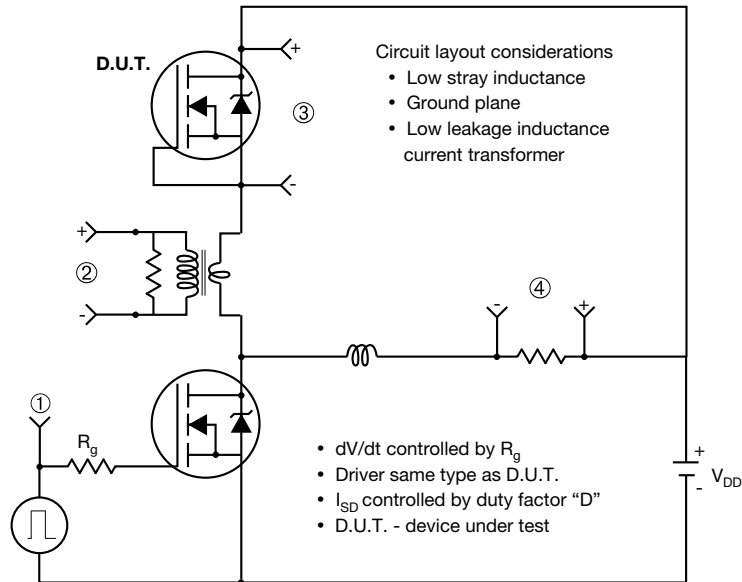 D.U.T.
+
③
-
Circuit layout considerations
• Low stray inductance
• Ground plane
• Low leakage inductance
current transformer
+
②
-
- ④ +
①
R_g
• dV/dt controlled by R_g
• Driver same type as D.U.T.
• I_SD controlled by duty factor “D”
• D.U.T. - device under test
+
V_DD
-